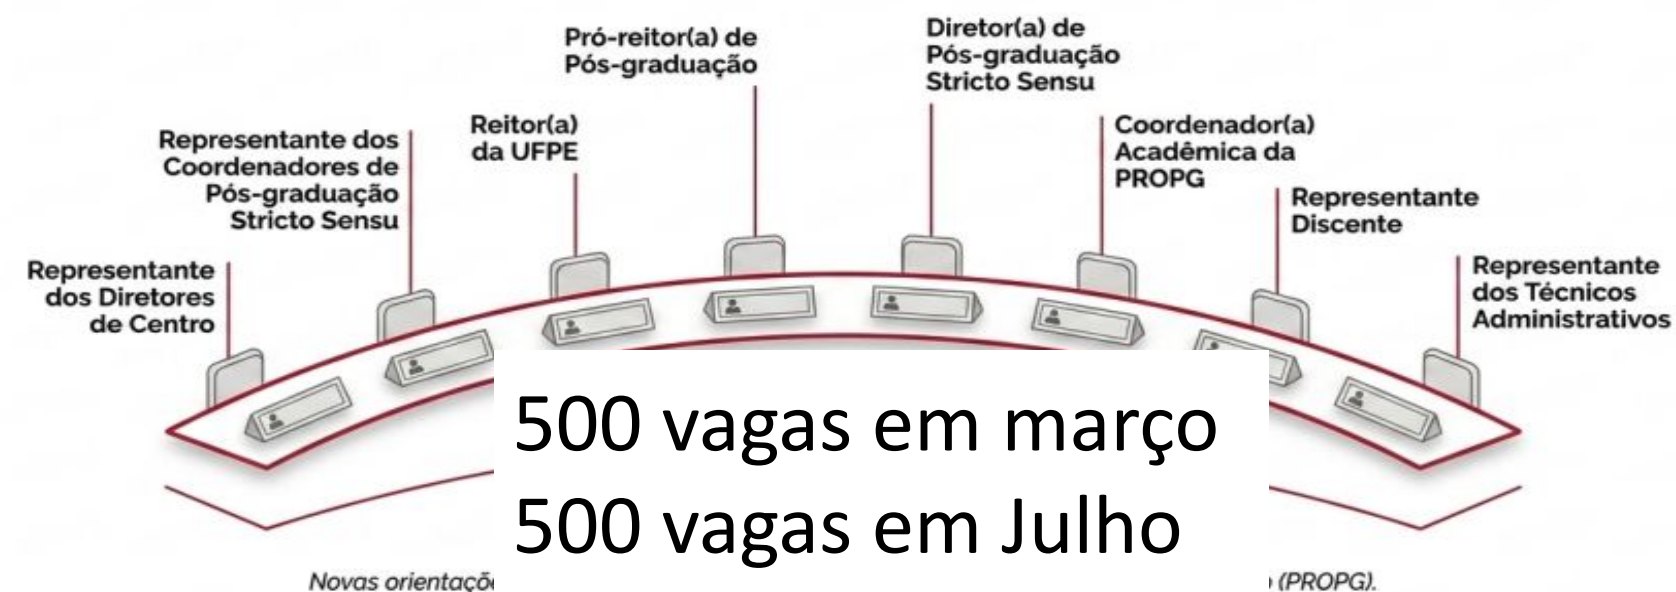 Representante
dos Diretores
de Centro
Representante dos
Coordenadores de
Pós-graduação
Stricto Sensu
Reitor(a)
da UFPE
Pró-reitor(a) de
Pós-graduação
Diretor(a) de
Pós-graduação
Stricto Sensu
Coordenador(a)
Acadêmica da
PROPG
Representante
Discente
Representante
dos Técnicos
Administrativos
500 vagas em março
500 vagas em Julho
Novas (PROPG).